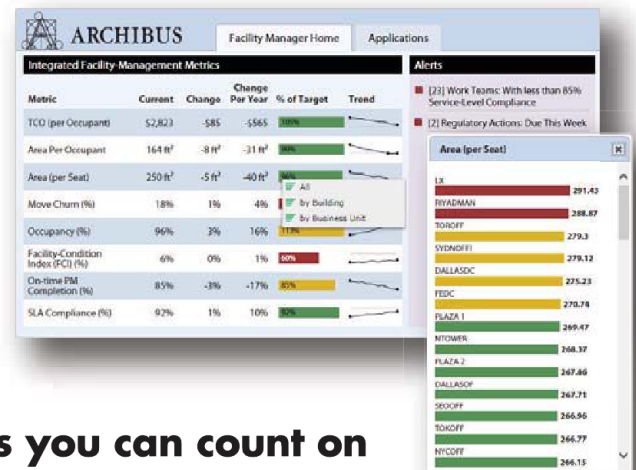 ARCHIBUS
Facility Manager Home
Applications
Integrated Facility-Management Metrics
Metric Current Change Change Per Year % of Target Trend
TCO (per Occupant) $2,823 -$85 -$565 105%
Area Per Occupant 164 ft² -8 ft² -31 ft² 99%
Area (per Seat) 250 ft² -5 ft² -40 ft² 96%
All
by Building
by Business Unit
Move Churn (%) 18% 1% 4%
Occupancy (%) 96% 3% 16% 113%
Facility-Condition
Index (FCI) (%) 6% 0% 1% 60%
On-time PM
Completion (%) 85% -3% -17% 85%
SLA Compliance (%) 92% 1% 10% 92%
Alerts
[23] Work Teams: With less than 85%
Service-Level Compliance
[2] Regulatory Actions: Due This Week
Area (per Seat)
LX
291.43
RIYADMAN
288.87
TOROFF
279.3
SYDNOFF1
279.12
DALLASDC
275.23
FEDC
270.74
PLAZA 1
269.47
NTOWER
268.37
PLAZA 2
267.86
DALLASOF
267.71
SEOOFF
266.96
TOKOFF
266.77
NYCOFF
266.15
s you can count on